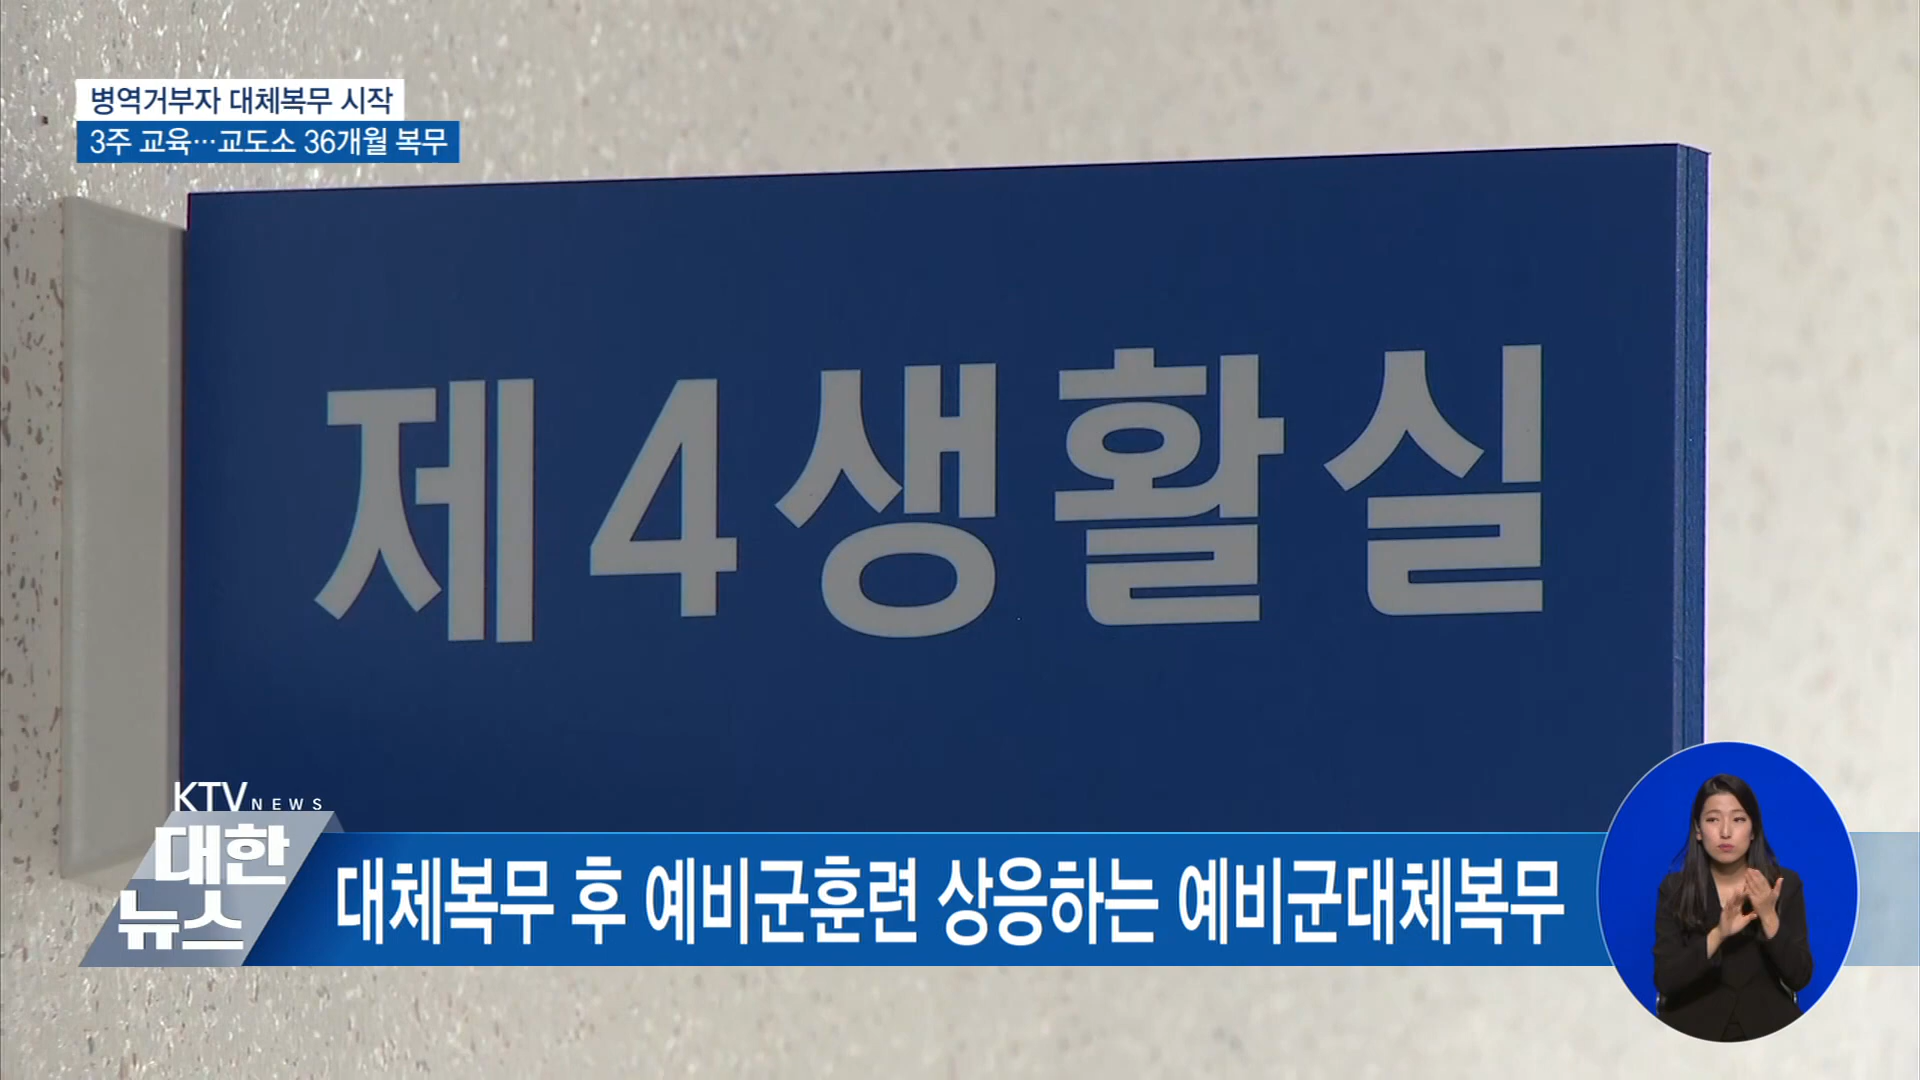 병역거부자 대체복무 시작
3주 교육…교도소 36개월 복무
제4생활실
KTV NEWS
대한
뉴스
대체복무 후 예비군훈련 상응하는 예비군대체복무